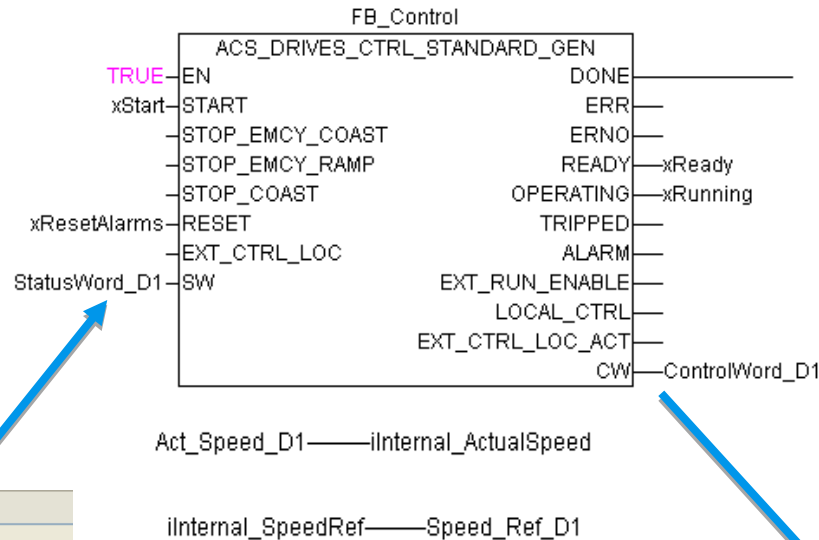 FB_Control
ACS_DRIVES_CTRL_STANDARD_GEN
TRUE EN DONE
xStart START ERR
STOP_EMCY_COAST ERNO
STOP_EMCY_RAMP READY xReady
STOP_COAST OPERATING xRunning
xResetAlarms RESET TRIPPED
EXT_CTRL_LOC ALARM
StatusWord_D1 SW EXT_RUN_ENABLE
LOCAL_CTRL
EXT_CTRL_LOC_ACT
CW ControlWord_D1
Act_Speed_D1 iInternal_ActualSpeed
iInternal_SpeedRef Speed_Ref_D1